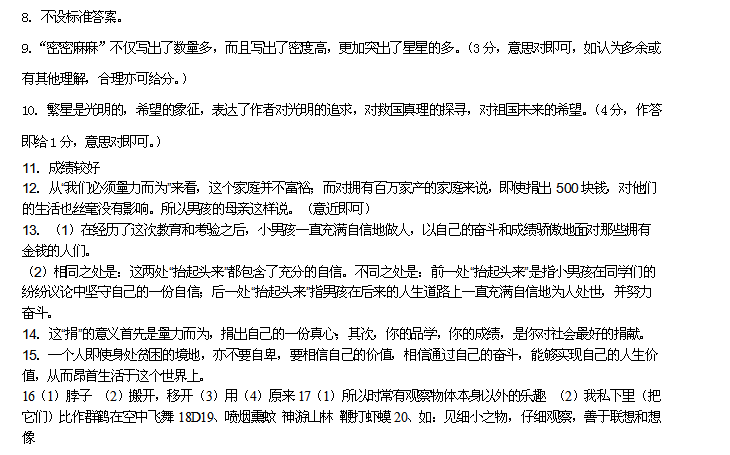 8. 不设标准答案。
9. “密密麻麻”不仅写出了数量多，而且写出了密度高，更加突出了星星的多。（3 分，意思对即可，如认为多余或
有其他理解，合理亦可给分。）
10. 繁星是光明的，希望的象征，表达了作者对光明的追求，对救国真理的探寻，对祖国未来的希望。（4 分，作答
即给 1 分，意思对即可。）
11. 成绩较好
12. 从“我们必须量力而为”来看，这个家庭并不富裕，而对拥有百万家产的家庭来说，即使捐出 500 块钱，对他们
的生活也丝毫没有影响。所以男孩的母亲这样说。（意近即可）
13. （1）在经历了这次教育和考验之后，小男孩一直充满自信地做人，以自己的奋斗和成绩骄傲地面对那些拥有
金钱的人们。
（2）相同之处是：这两处“抬起头来”都包含了充分的自信。不同之处是：前一处“抬起头来”是指小男孩在同学们的
纷纷议论中坚守自己的一份自信；后一处“抬起头来”指男孩在后来的人生道路上一直充满自信地为人处世，并努力
奋斗。
14. 这“捐”的意义首先是量力而为，捐出自己的一份真心；其次，你的品学，你的成绩，是你对社会最好的捐献。
15. 一个人即使身处贫困的境地，亦不要自卑，要相信自己的价值，相信通过自己的奋斗，能够实现自己的人生价
值，从而昂首生活于这个世界上。
16（1）脖子 （2）搬开，移开（3）用（4）原来 17（1）所以时常有观察物体本身以外的乐趣 （2）我私下里（把
它们）比作群鹤在空中飞舞 18D19、喷烟熏蚊 神游山林 鞭打虾蟆 20、如：见细小之物，仔细观察，善于联想和想
像